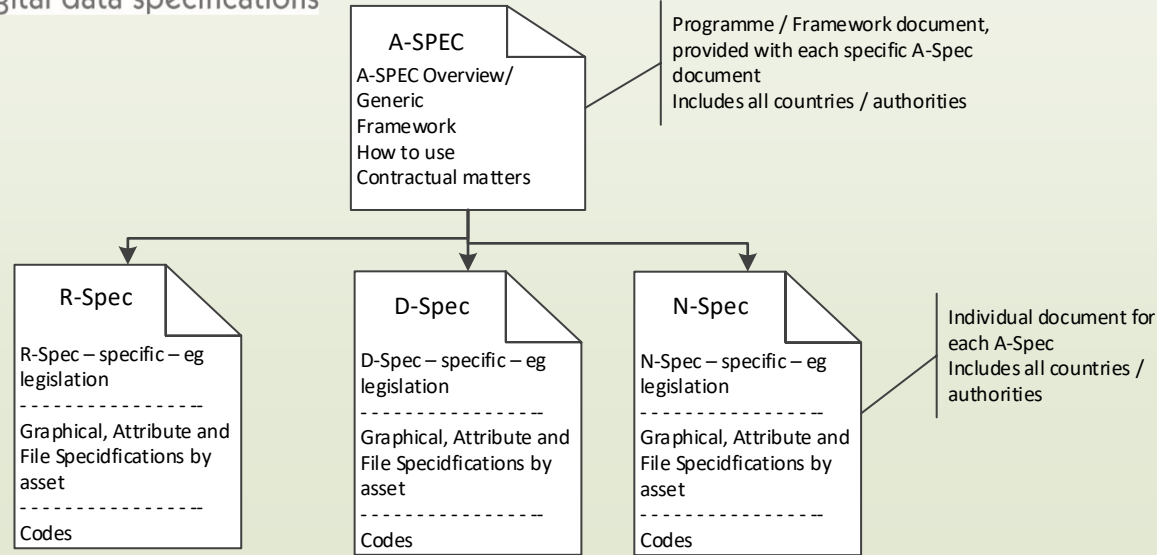 gital data specifications
A-SPEC
A-SPEC Overview/
Generic
Framework
How to use
Contractual matters
Programme / Framework document,
provided with each specific A-Spec
document
Includes all countries / authorities
R-Spec
R-Spec – specific – eg
legislation
- - - - - - - - - - - - - - - - --
Graphical, Attribute and
File Specidfications by
asset
- - - - - - - - - - - - - - - - --
Codes
D-Spec
D-Spec – specific – eg
legislation
- - - - - - - - - - - - - - - - --
Graphical, Attribute and
File Specidfications by
asset
- - - - - - - - - - - - - - - - --
Codes
N-Spec
N-Spec – specific – eg
legislation
- - - - - - - - - - - - - - - - --
Graphical, Attribute and
File Specidfications by
asset
- - - - - - - - - - - - - - - - --
Codes
Individual document for
each A-Spec
Includes all countries /
authorities